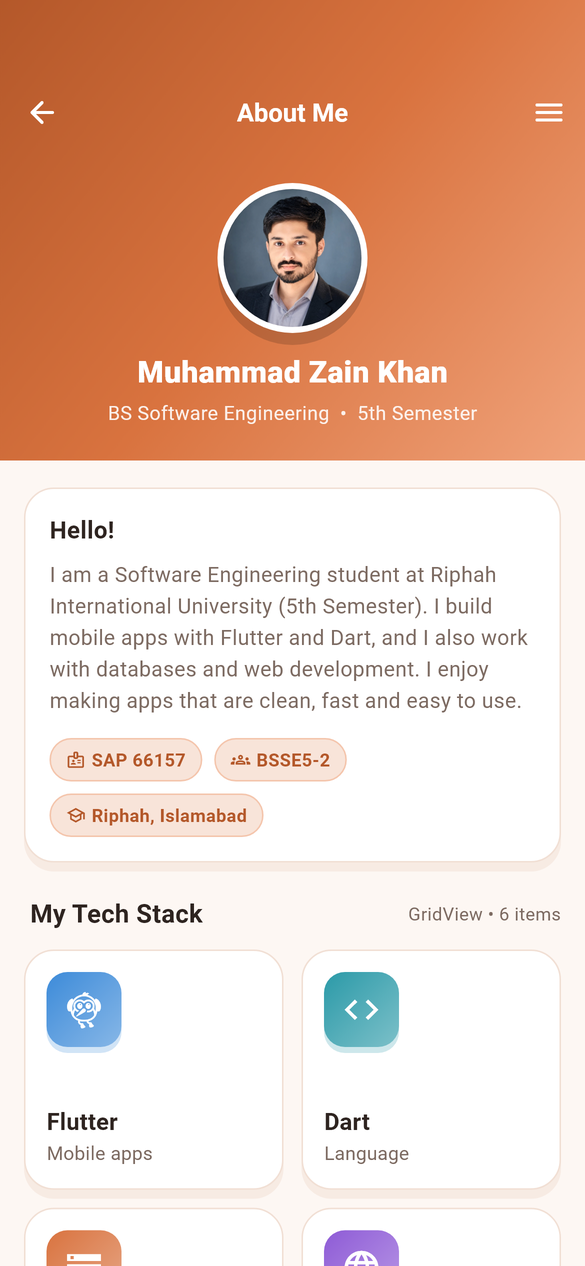 About Me
Muhammad Zain Khan
BS Software Engineering • 5th Semester
Hello!
I am a Software Engineering student at Riphah
International University (5th Semester). I build
mobile apps with Flutter and Dart, and I also work
with databases and web development. I enjoy
making apps that are clean, fast and easy to use.
SAP 66157
BSSE5-2
Riphah, Islamabad
My Tech Stack
GridView • 6 items
Flutter
Mobile apps
Dart
Language